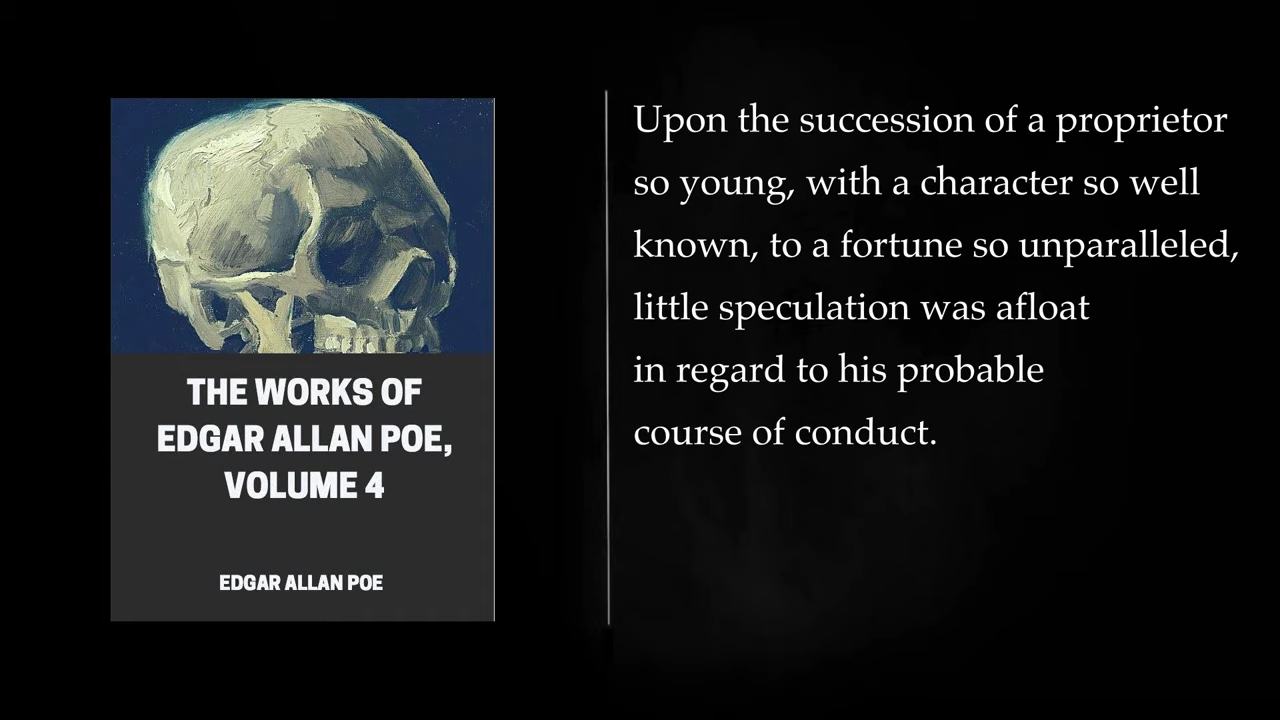 THE WORKS OF
EDGAR ALLAN POE,
VOLUME 4
EDGAR ALLAN POE
Upon the succession of a proprietor
so young, with a character so well
known, to a fortune so unparalleled,
little speculation was afloat
in regard to his probable
course of conduct.